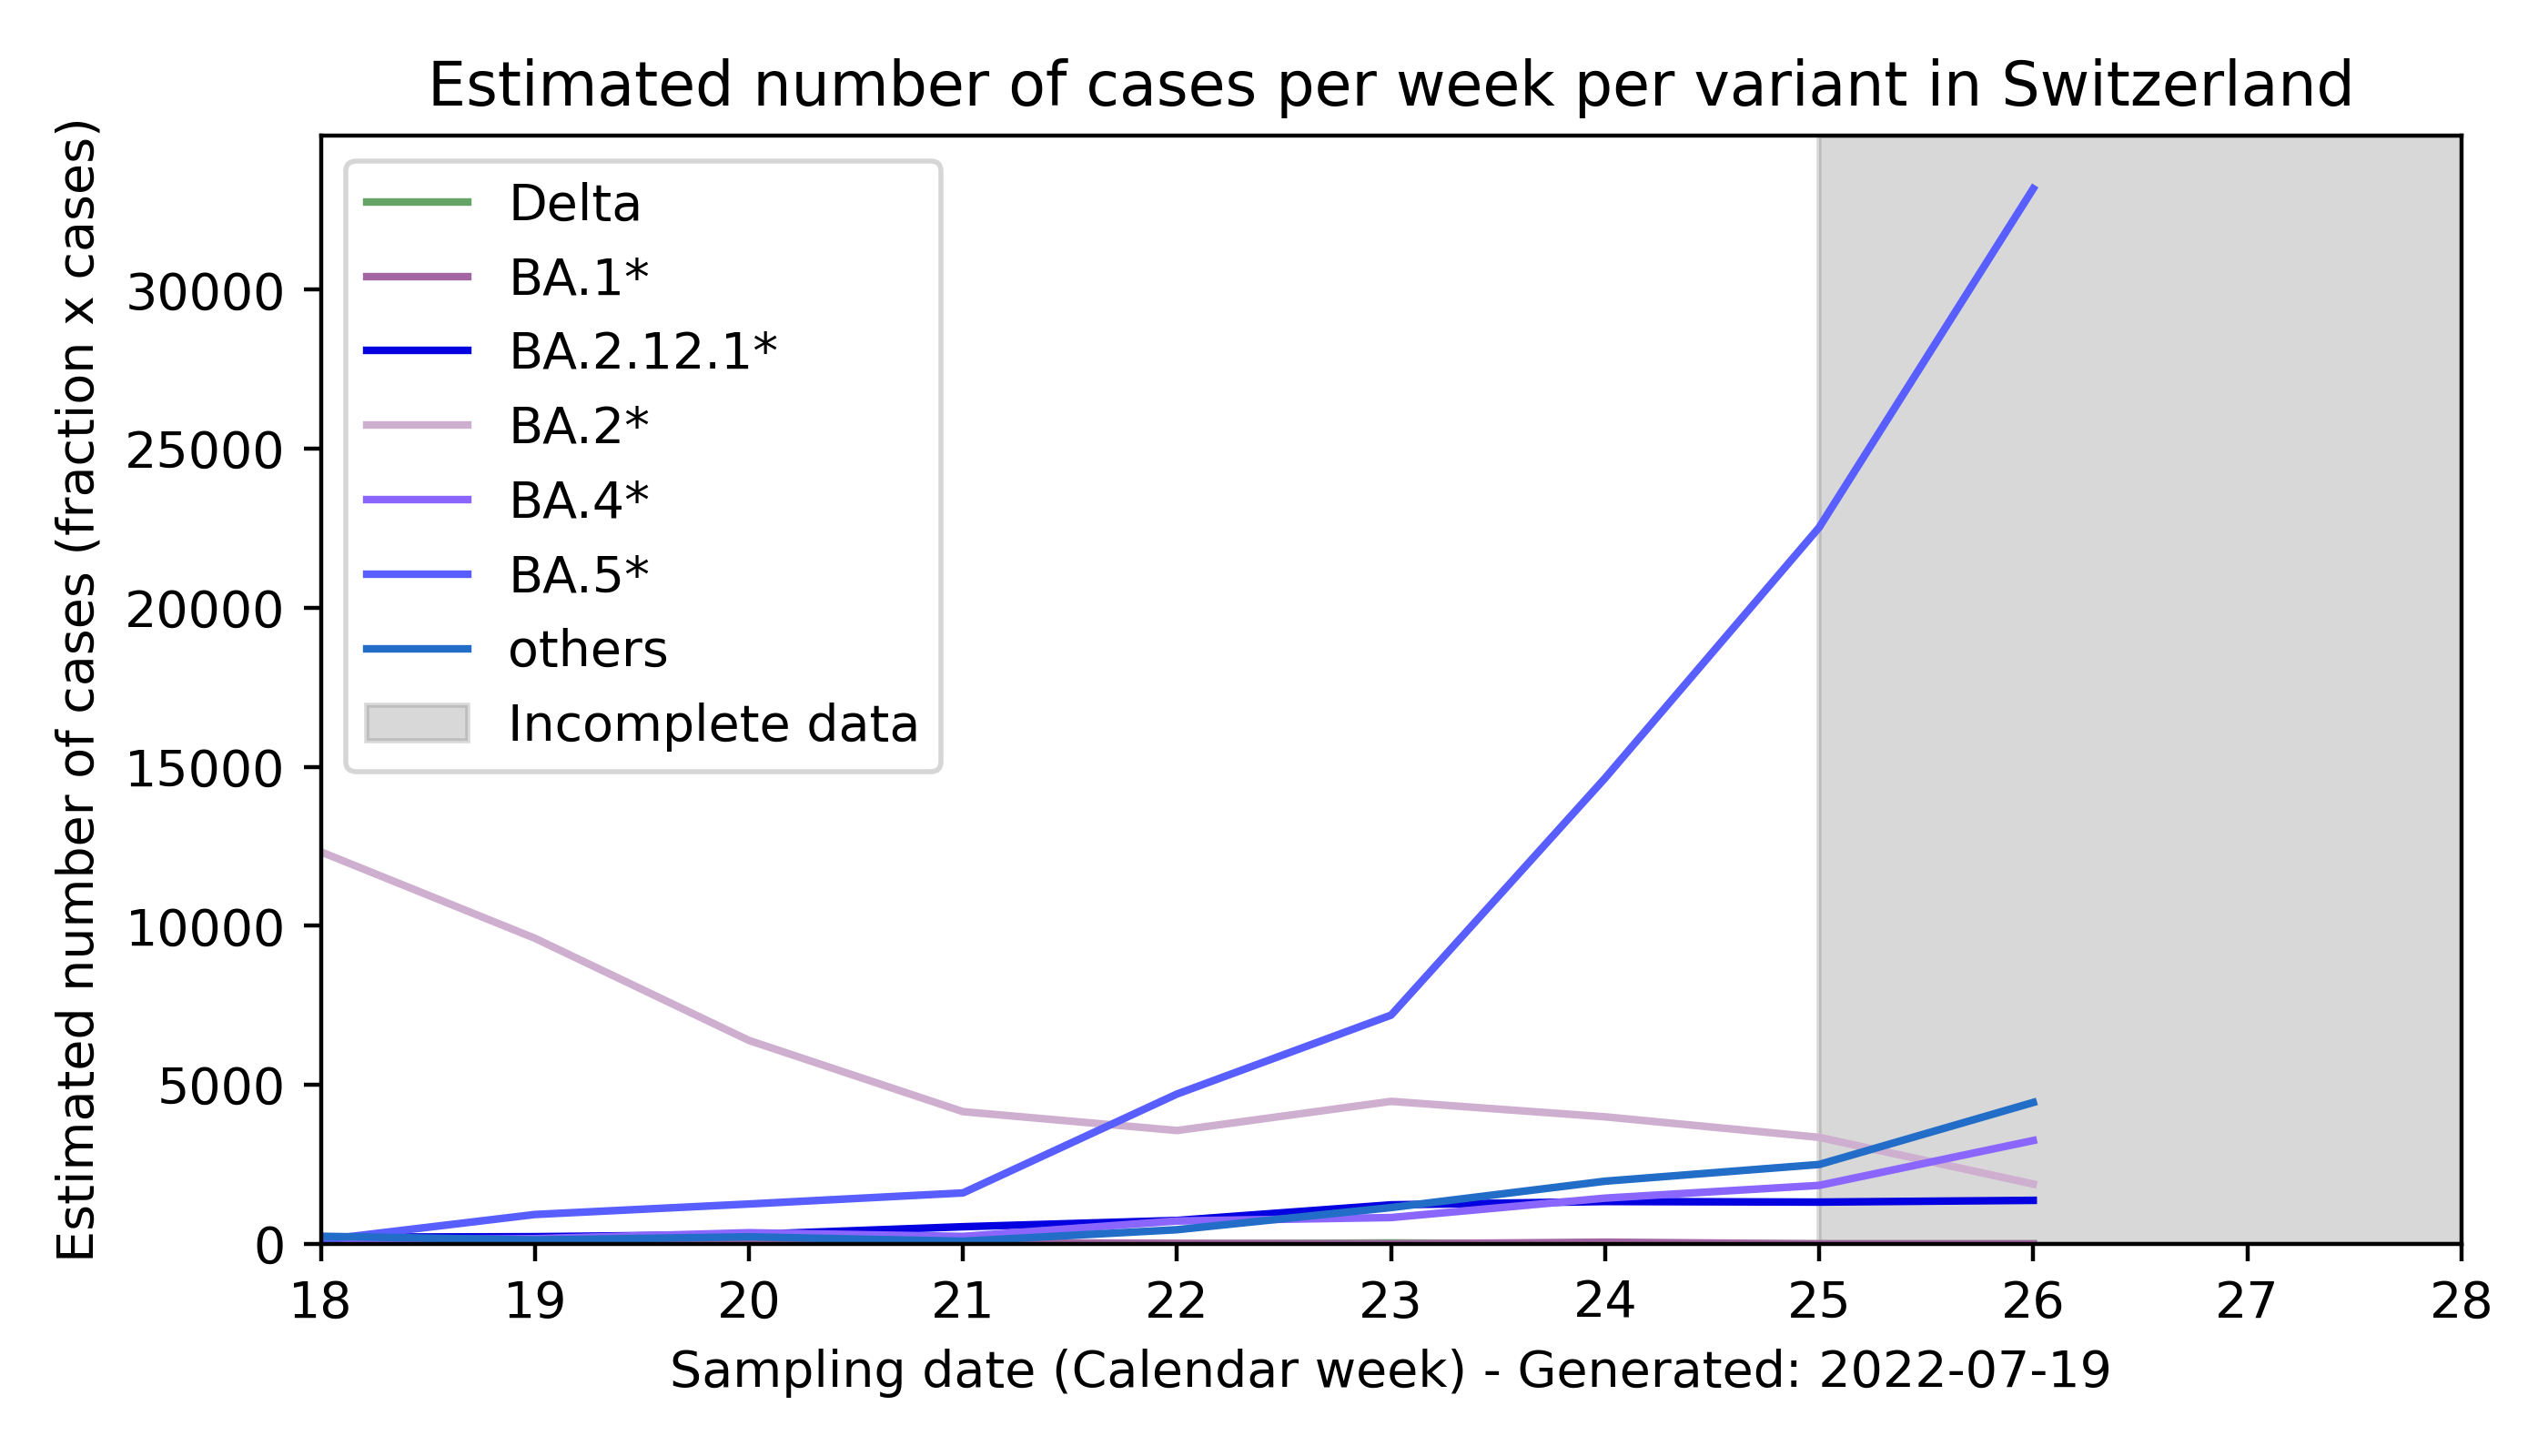 Estimated number of cases per week per variant in Switzerland
Estimated number of cases (fraction x cases)
30000
25000
20000
15000
10000
5000
0
Delta
BA.1*
BA.2.12.1*
BA.2*
BA.4*
BA.5*
others
Incomplete data
18 19 20 21 22 23 24 25 26 27 28
Sampling date (Calendar week) - Generated: 2022-07-19